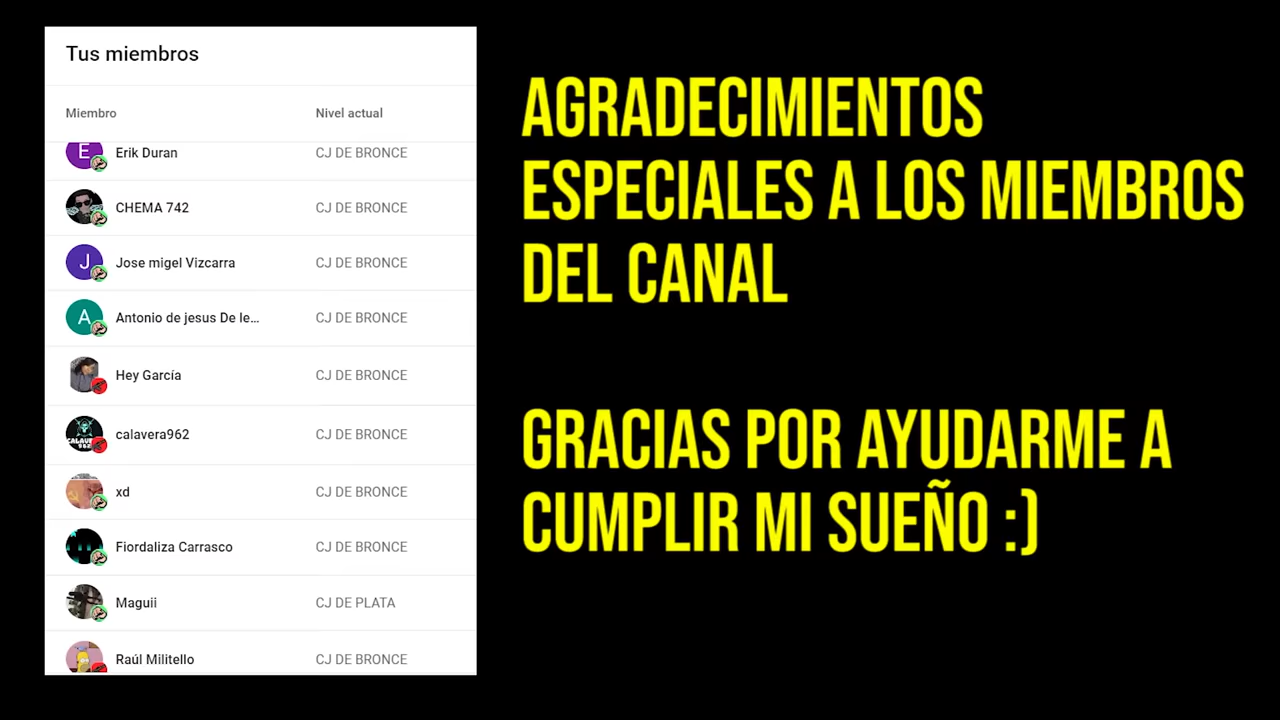 Tus miembros
Miembro Nivel actual
E Erik Duran CJ DE BRONCE
CHEMA 742 CJ DE BRONCE
J Jose migel Vizcarra CJ DE BRONCE
A Antonio de jesus De le... CJ DE BRONCE
Hey García CJ DE BRONCE
CALAVE
962
calavera962 CJ DE BRONCE
xd CJ DE BRONCE
Fiordaliza Carrasco CJ DE BRONCE
Maguii CJ DE PLATA
Raúl Militello CJ DE BRONCE
AGRADECIMIENTOS
ESPECIALES A LOS MIEMBROS
DEL CANAL
GRACIAS POR AYUDARME A
CUMPLIR MI SUEÑO :)